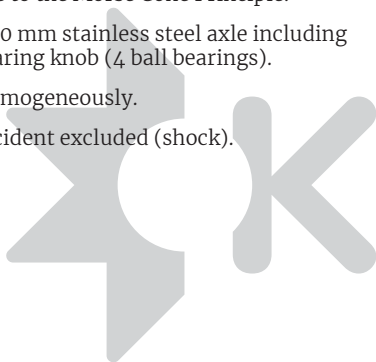 0 mm stainless steel axle including
aring knob (4 ball bearings).
mogeneously.
cident excluded (shock).